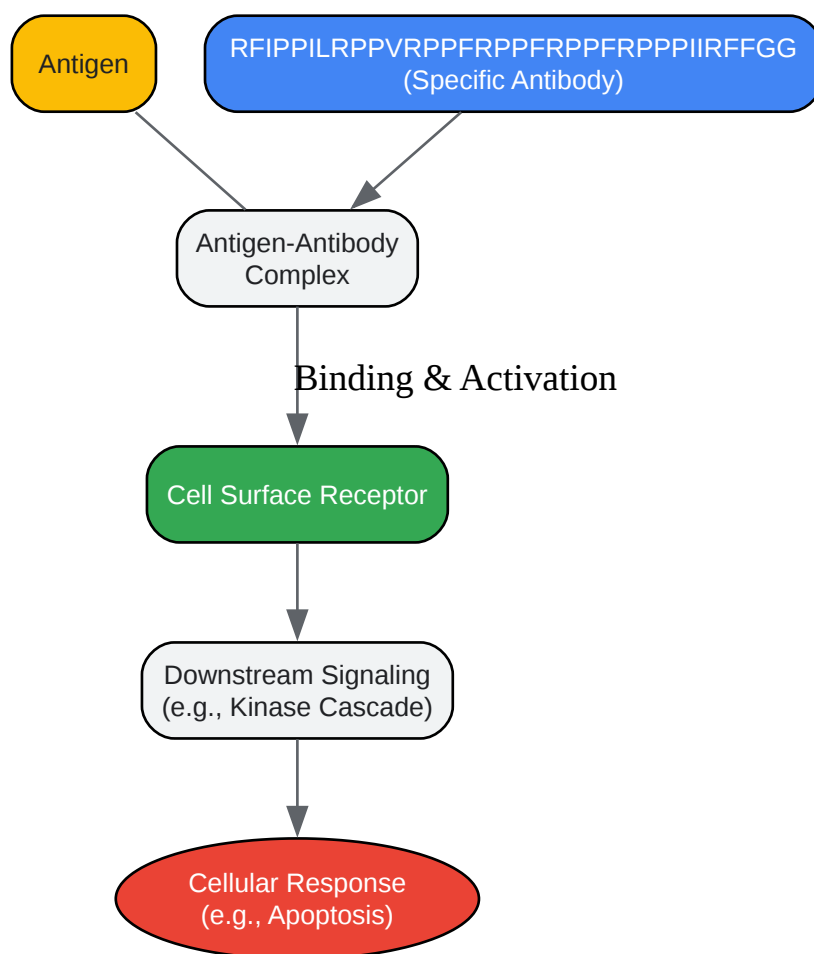 Antigen
RFIPPILRPPVRPPFRPPFRPPFRPPPIIRFFGG
(Specific Antibody)
Antigen-Antibody
Complex
Binding & Activation
Cell Surface Receptor
Downstream Signaling
(e.g., Kinase Cascade)
Cellular Response
(e.g., Apoptosis)